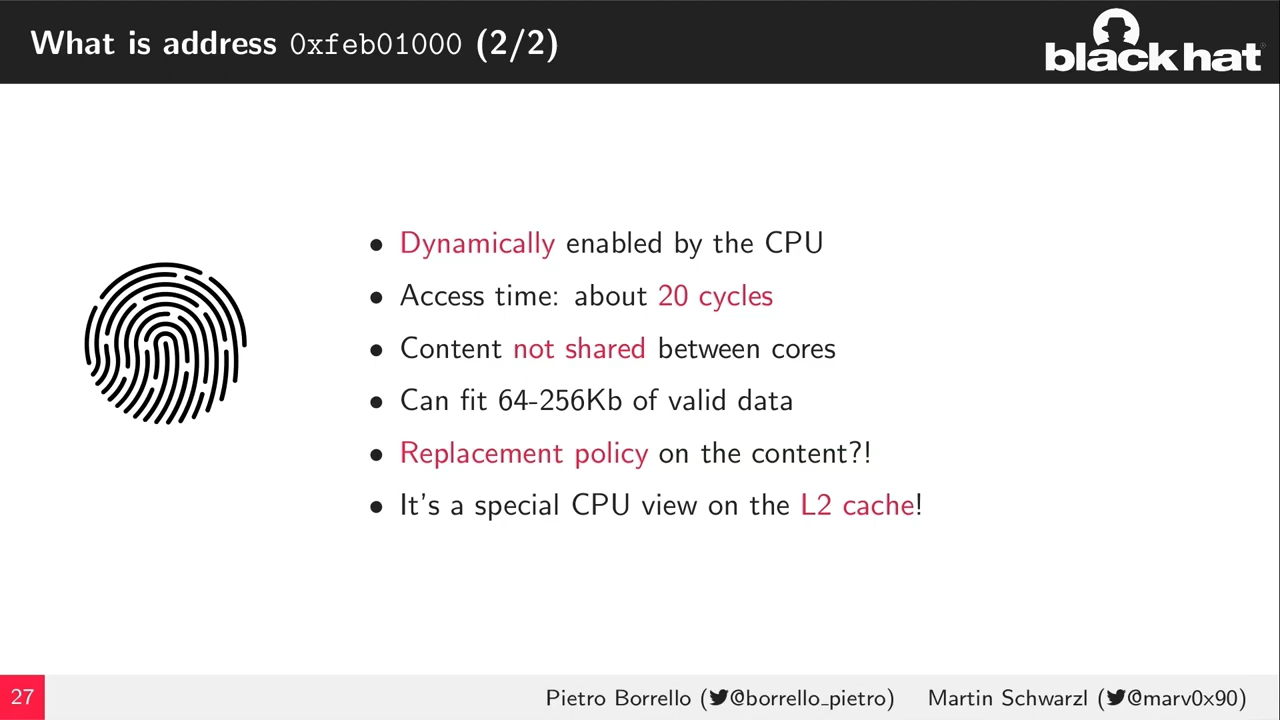 What is address 0xfeb01000 (2/2)
black hat
• Dynamically enabled by the CPU
• Access time: about 20 cycles
• Content not shared between cores
• Can fit 64-256Kb of valid data
• Replacement policy on the content?!
• It's a special CPU view on the L2 cache!
27
Pietro Borrello (@borrello_pietro) Martin Schwarzl (@marv0x90)